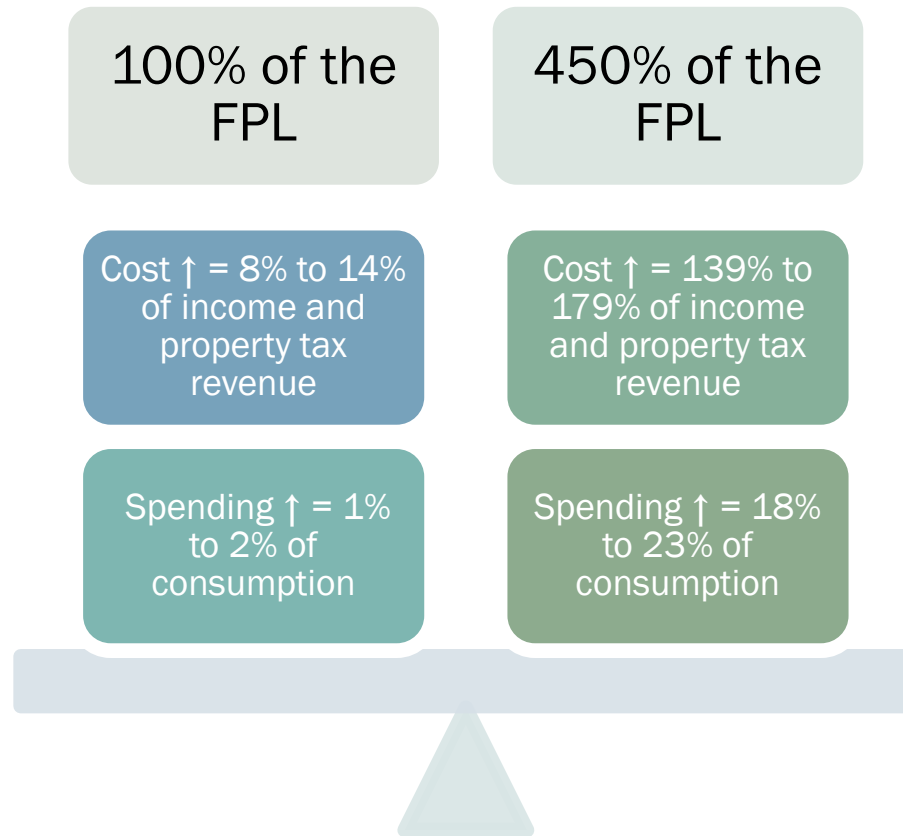 100% of the
FPL
450% of the
FPL
Cost ↑ = 8% to 14%
of income and
property tax
revenue
Cost ↑ = 139% to
179% of income
and property tax
revenue
Spending ↑ = 1%
to 2% of
consumption
Spending ↑ = 18%
to 23% of
consumption